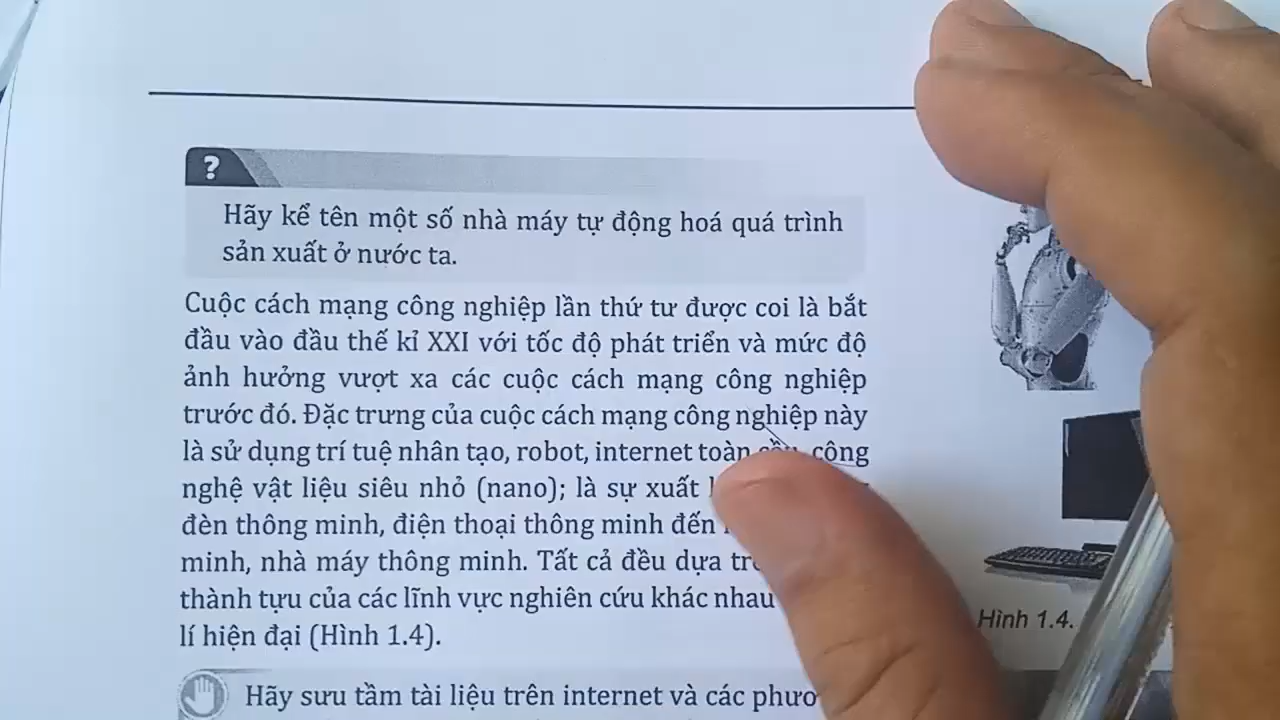 ?
Hãy kể tên một số nhà máy tự động hoá quá trình
sản xuất ở nước ta.
Cuộc cách mạng công nghiệp lần thứ tư được coi là bắt
đầu vào đầu thế kỉ XXI với tốc độ phát triển và mức độ
ảnh hưởng vượt xa các cuộc cách mạng công nghiệp
trước đó. Đặc trưng của cuộc cách mạng công nghiệp này
là sử dụng trí tuệ nhân tạo, robot, internet toàn cầu, công
nghệ vật liệu siêu nhỏ (nano); là sự xuất
đèn thông minh, điện thoại thông minh đến
minh, nhà máy thông minh. Tất cả đều dựa
thành tựu của các lĩnh vực nghiên cứu khác nhau
lí hiện đại (Hình 1.4).
Hình 1.4.
Hãy sưu tầm tài liệu trên internet và các